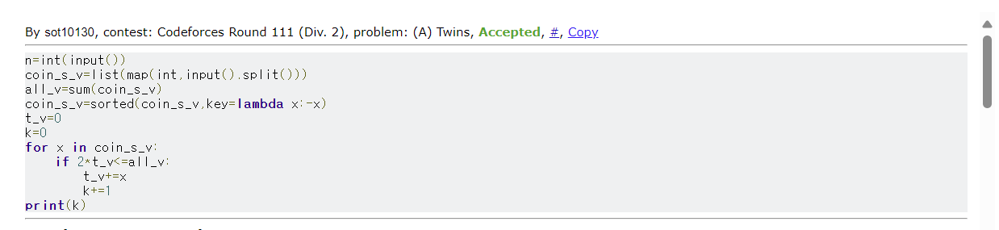 By sot10130, contest: Codeforces Round 111 (Div. 2), problem: (A) Twins, Accepted, #, Copy
n=int(input())
coin_s_v=list(map(int,input().split()))
all_v=sum(coin_s_v)
coin_s_v=sorted(coin_s_v,key=lambda x:-x)
t_v=0
k=0
for x in coin_s_v:
    if 2*t_v<=all_v:
        t_v+=x
        k+=1
print(k)